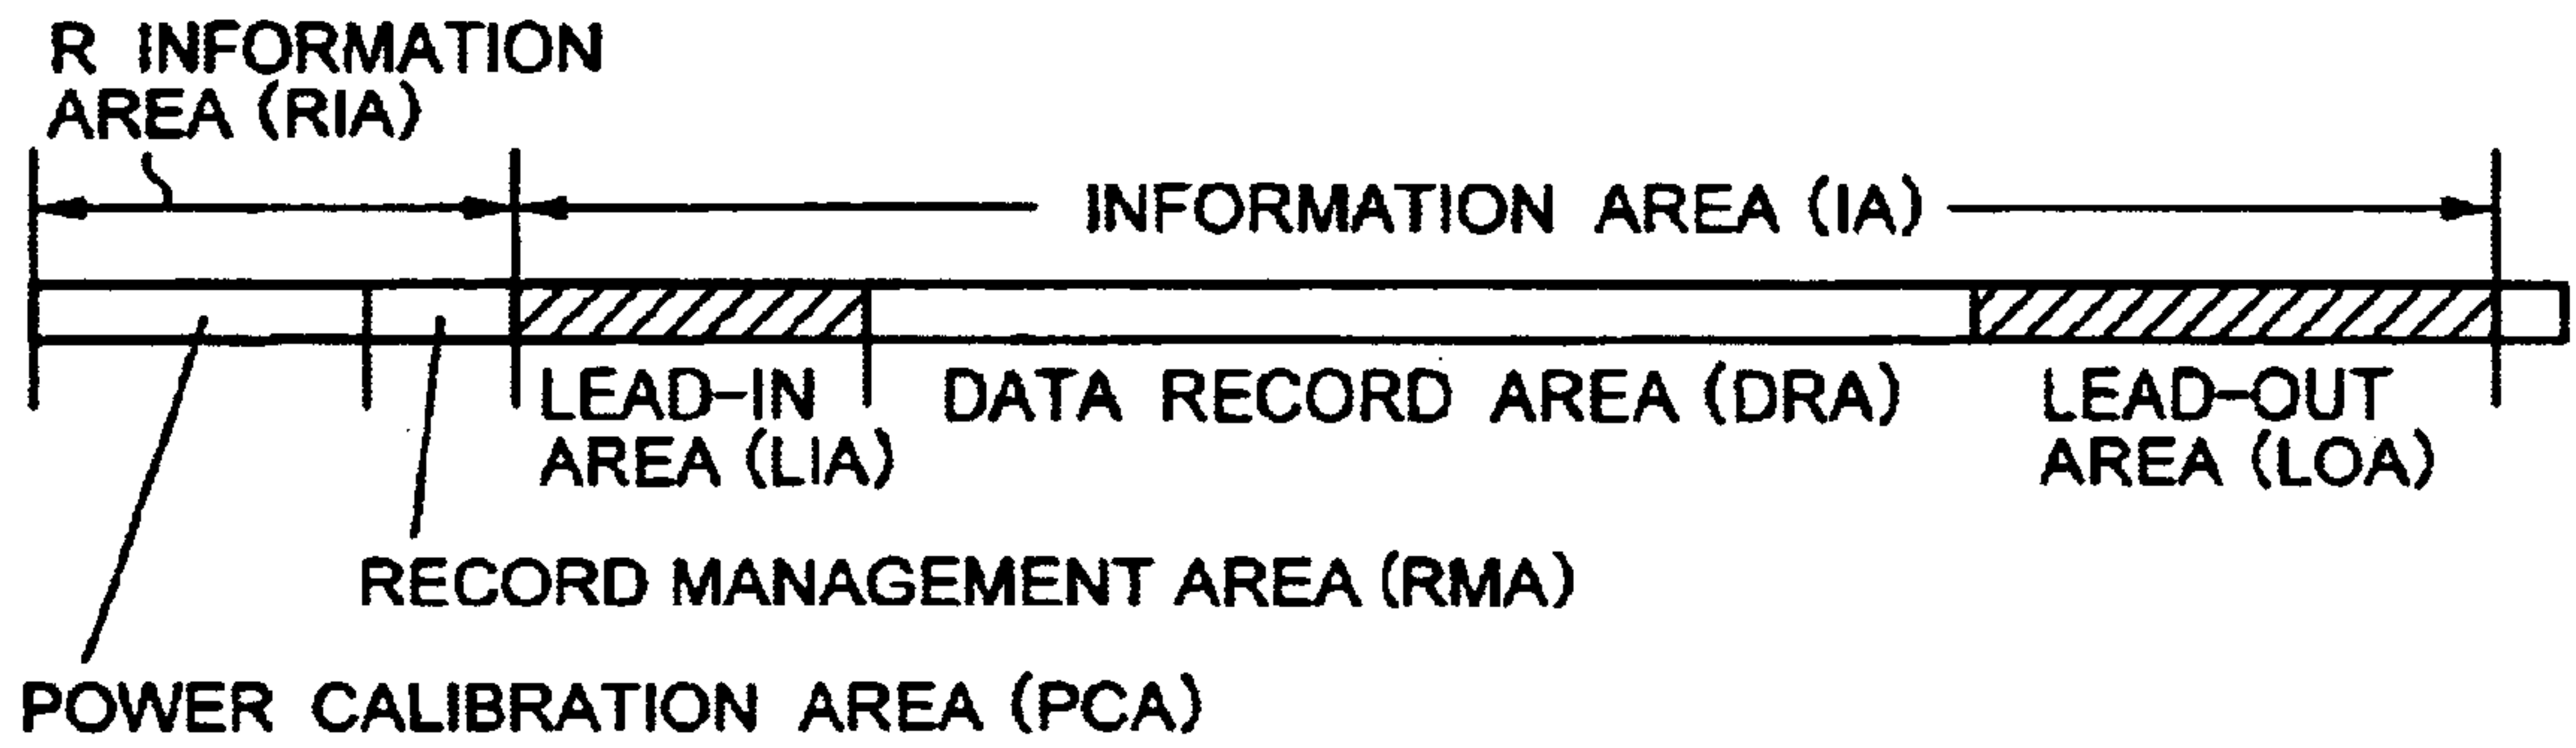 R INFORMATION
AREA (RIA)
INFORMATION AREA (IA)
LEAD-IN
AREA (LIA)
DATA RECORD AREA (DRA)
LEAD-OUT
AREA (LOA)
RECORD MANAGEMENT AREA (RMA)
POWER CALIBRATION AREA (PCA)